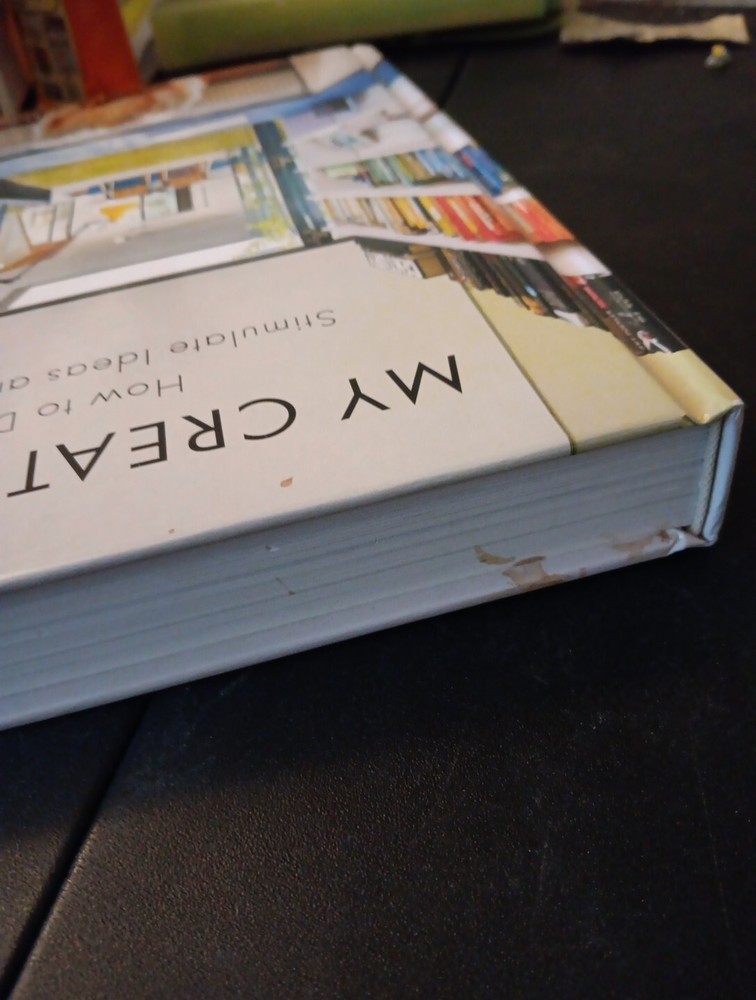 MY CREAT
How to D
Stimulate Ideas a